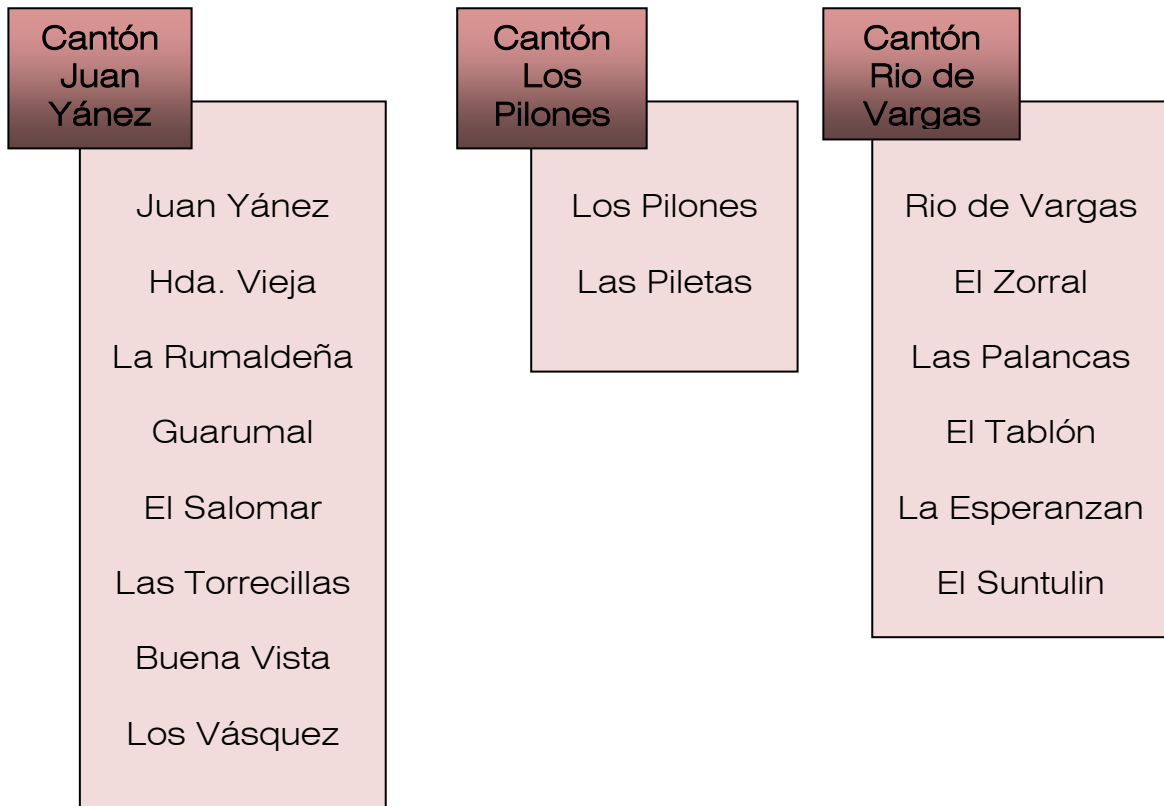 Cantón
Juan
Yánez
Juan Yánez
Hda. Vieja
La Rumaldeña
Guarumal
El Salomar
Las Torrecillas
Buena Vista
Los Vásquez
Cantón
Los
Pilones
Los Pilones
Las Piletas
Cantón
Rio de
Vargas
Rio de Vargas
El Zorral
Las Palancas
El Tablón
La Esperanzan
El Suntulin